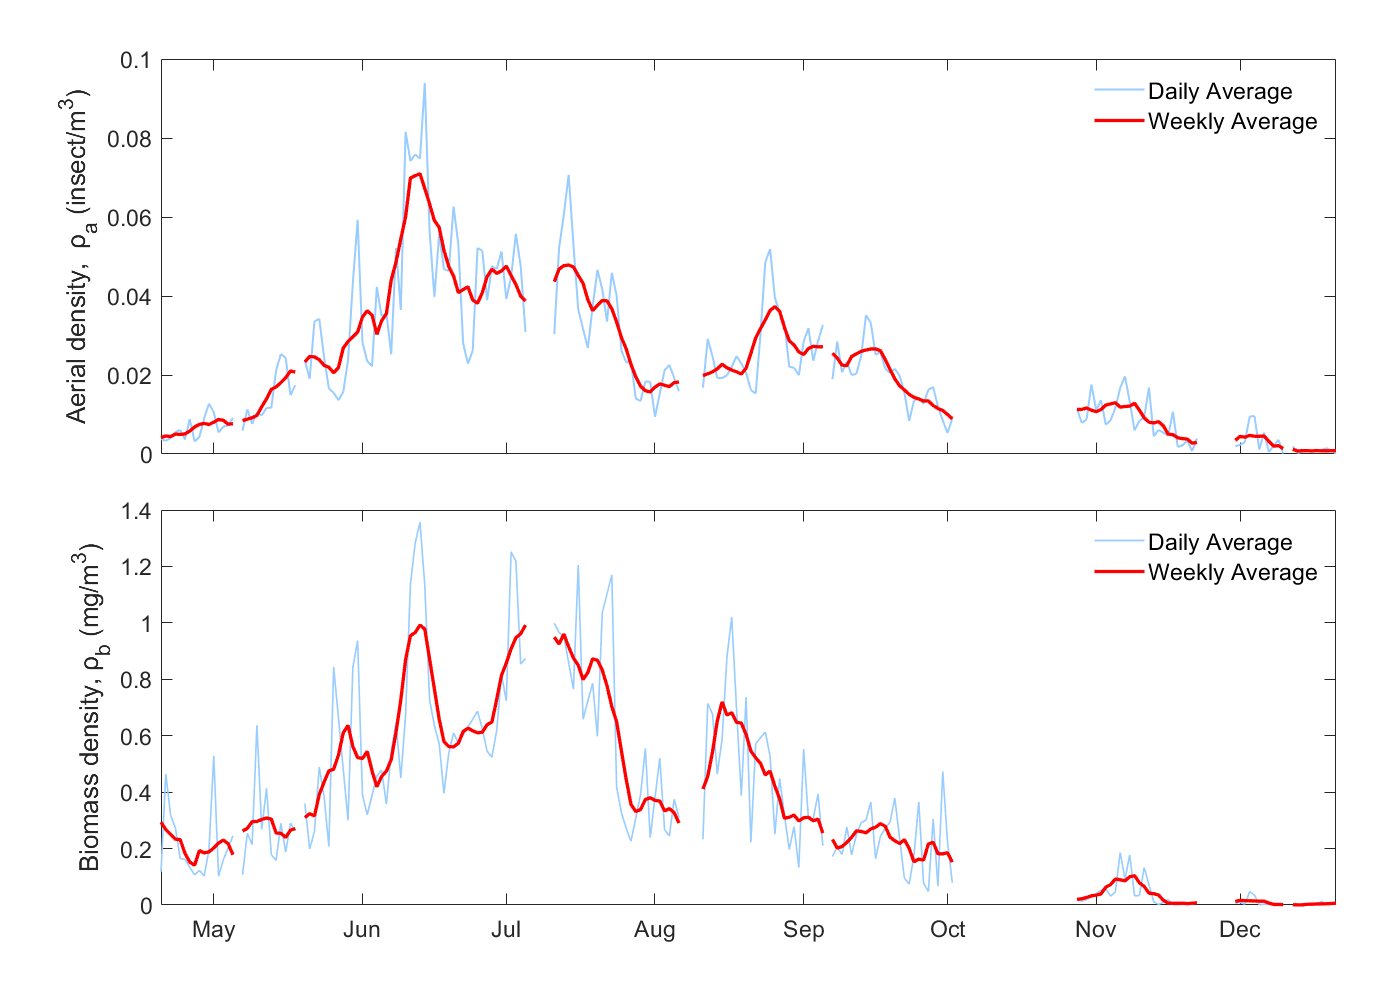 0.1
0.08
0.06
0.04
0.02
0
Aerial density, ρa (insect/m3)
Daily Average
Weekly Average
1.4
1.2
1
0.8
0.6
0.4
0.2
0
Biomass density, ρb (mg/m3)
Daily Average
Weekly Average
May Jun Jul Aug Sep Oct Nov Dec